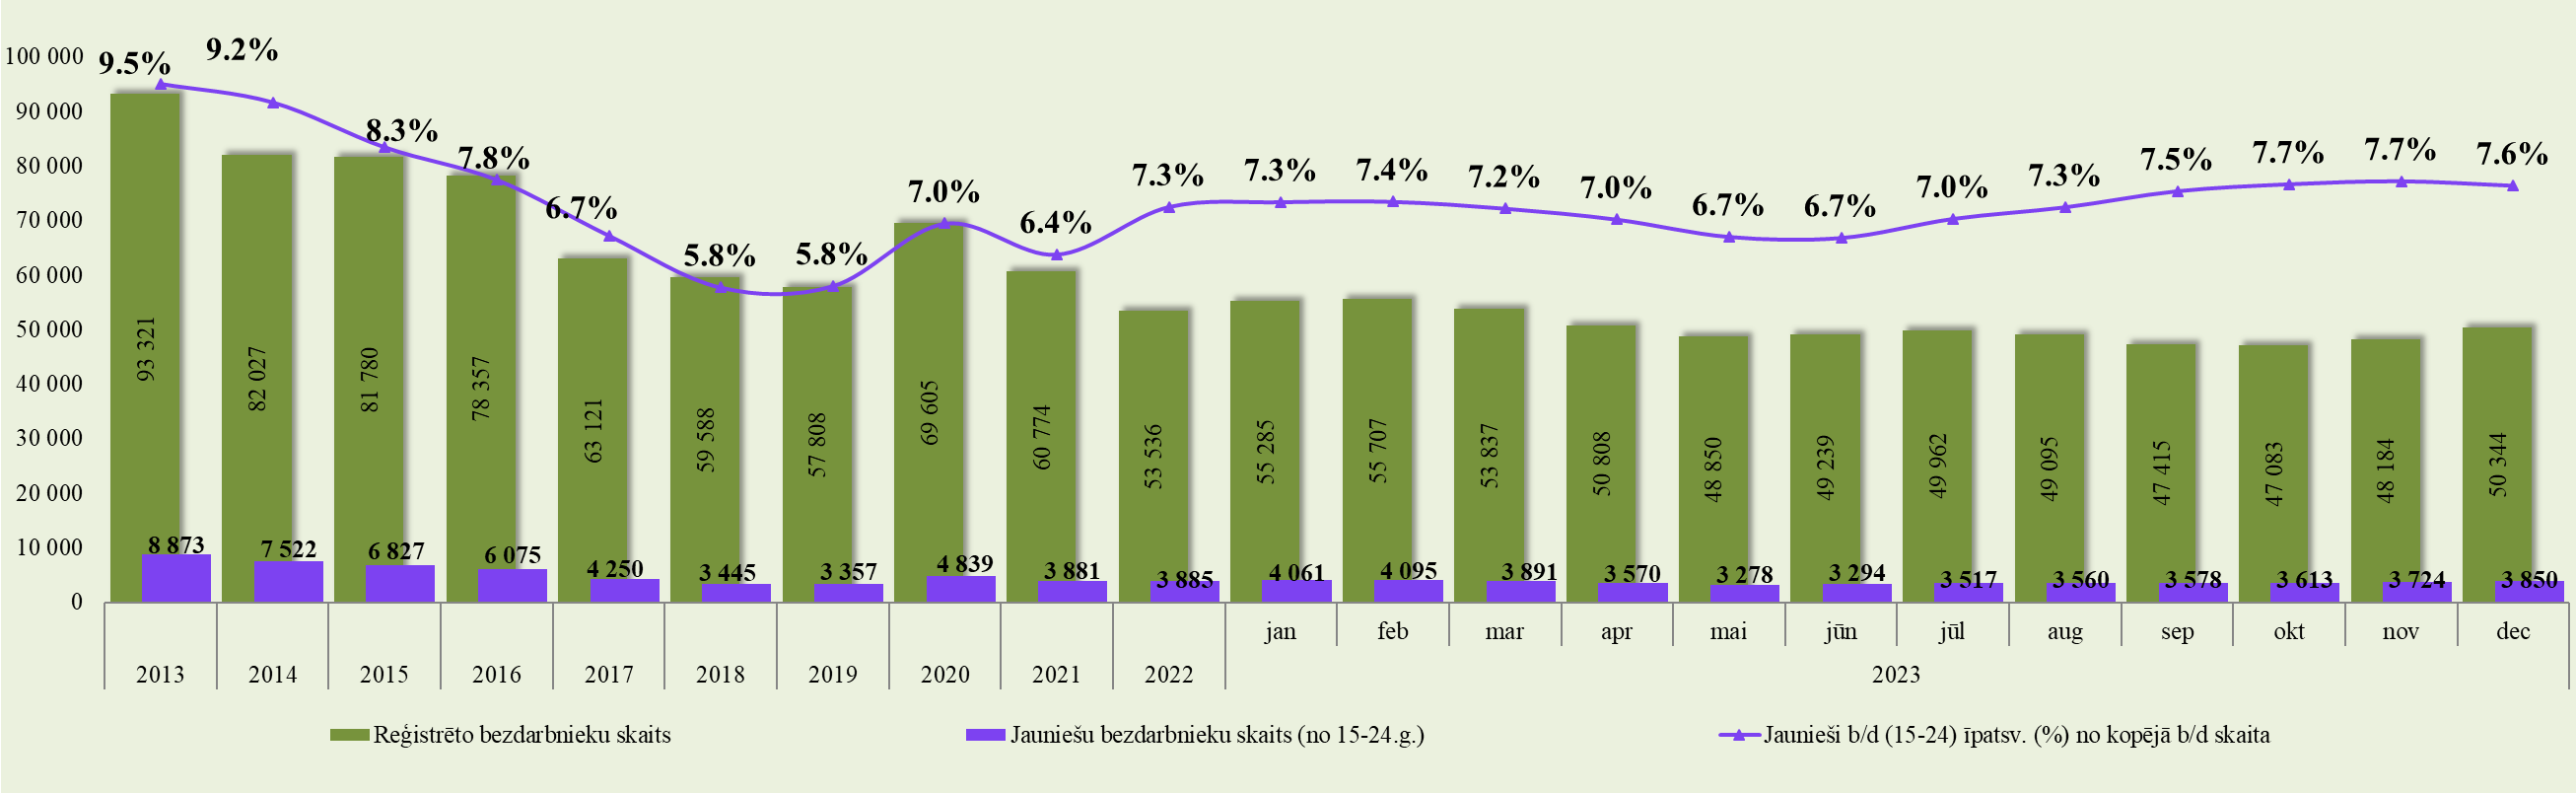 100 000
90 000
80 000
70 000
60 000
50 000
40 000
30 000
20 000
10 000
0
9.5% 9.2% 8.3% 7.8% 6.7% 5.8% 5.8% 7.0% 6.4% 7.3% 7.3% 7.4% 7.2% 7.0% 6.7% 6.7% 7.0% 7.3% 7.5% 7.7% 7.7% 7.6%
93 321 82 027 81 780 78 357 63 121 59 588 57 808 69 605 60 774 53 536 55 285 55 707 53 837 50 808 48 850 49 239 49 962 49 095 47 415 47 083 48 184 50 344
8 873 7 522 6 827 6 075 4 250 3 445 3 357 4 839 3 881 3 885 4 061 4 095 3 891 3 570 3 278 3 294 3 517 3 560 3 578 3 613 3 724 3 850
jan feb mar apr mai jūn jūl aug sep okt nov dec
2013 2014 2015 2016 2017 2018 2019 2020 2021 2022 2023
Reģistrēto bezdarbnieku skaits Jauniešu bezdarbnieku skaits (no 15-24.g.) Jaunieši b/d (15-24) īpatsv. (%) no kopējā b/d skaita